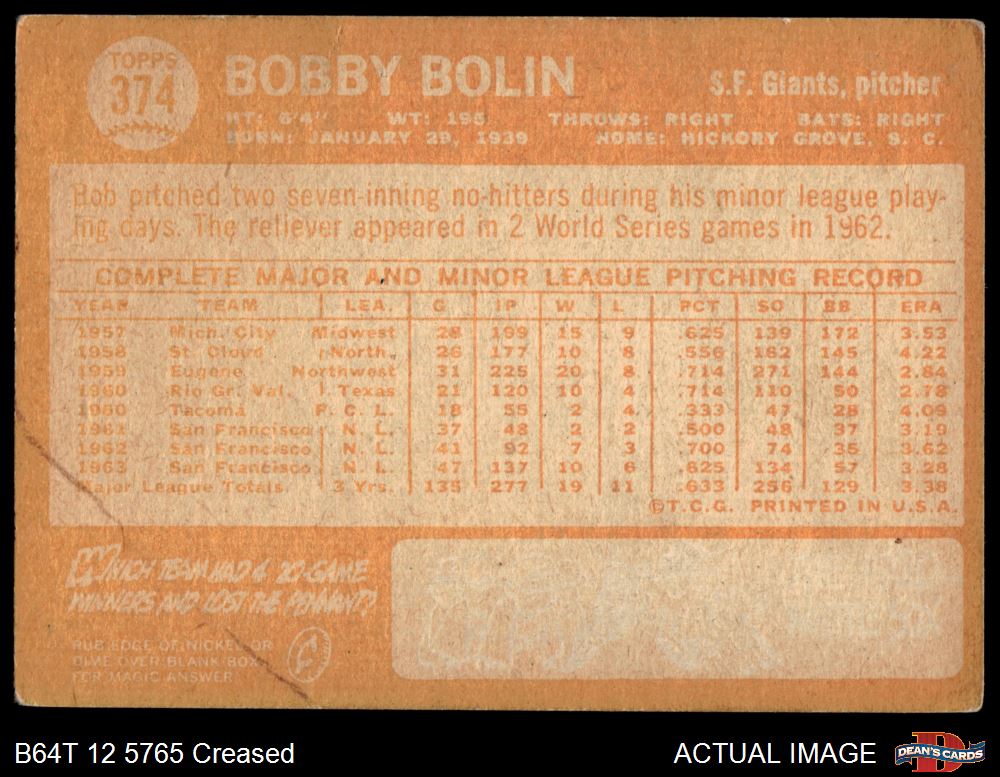 TOPPS
374
BOBBY BOLIN
S.F. Giants, pitcher
HT: 6'4" WT: 195 THROWS: RIGHT BATS: RIGHT
BORN: JANUARY 29, 1939 HOME: HICKORY GROVE, S. C.
Bob pitched two seven-inning no-hitters during his minor league play-
ing days. The reliever appeared in 2 World Series games in 1962.
COMPLETE MAJOR AND MINOR LEAGUE PITCHING RECORD
YEAR TEAM LEA. G IP W L PCT SO BB ERA
1957 Mich. City Midwest 28 199 15 9 .625 139 172 3.53
1958 St. Cloud North. 26 177 10 8 .556 182 145 4.22
1959 Eugene Northwest 31 225 20 8 .714 271 144 2.84
1960 Rio Gr. Val. Texas 21 120 10 4 .714 110 50 2.78
1960 Tacoma P. C. L. 18 55 2 4 .333 47 28 4.09
1961 San Francisco N. L. 37 48 2 2 .500 48 37 3.19
1962 San Francisco N. L. 41 92 7 3 .700 74 35 3.62
1963 San Francisco N. L. 47 137 10 6 .625 134 57 3.28
Major League Totals 3 Yrs. 135 277 19 11 .633 256 129 3.38
©T.C.G. PRINTED IN U.S.A.
WHICH TEAM HAD 4 20-GAME
WINNERS AND LOST THE PENNANT?
RUB EDGE OF NICKEL OR
DIME OVER BLANK BOX
FOR MAGIC ANSWER
B64T 12 5765 Creased
ACTUAL IMAGE
DEAN'S CARDS